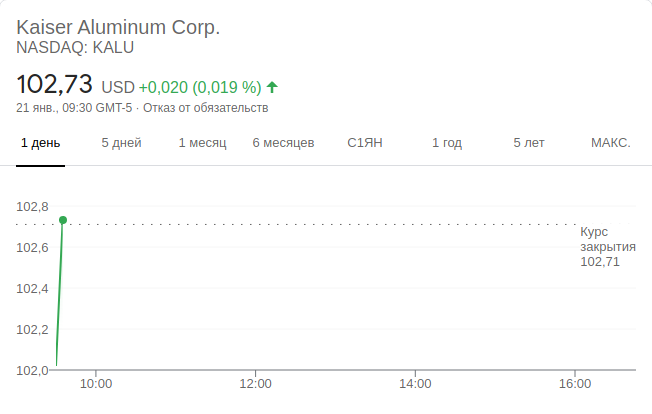 Kaiser Aluminum Corp.
NASDAQ: KALU
102,73 USD +0,020 (0,019 %)
21 янв., 09:30 GMT-5 · Отказ от обязательств
1 день 5 дней 1 месяц 6 месяцев С1ЯН 1 год 5 лет МАКС.
102,8
Курс
закрытия
102,71
102,6
102,4
102,2
102,0
10:00 12:00 14:00 16:00